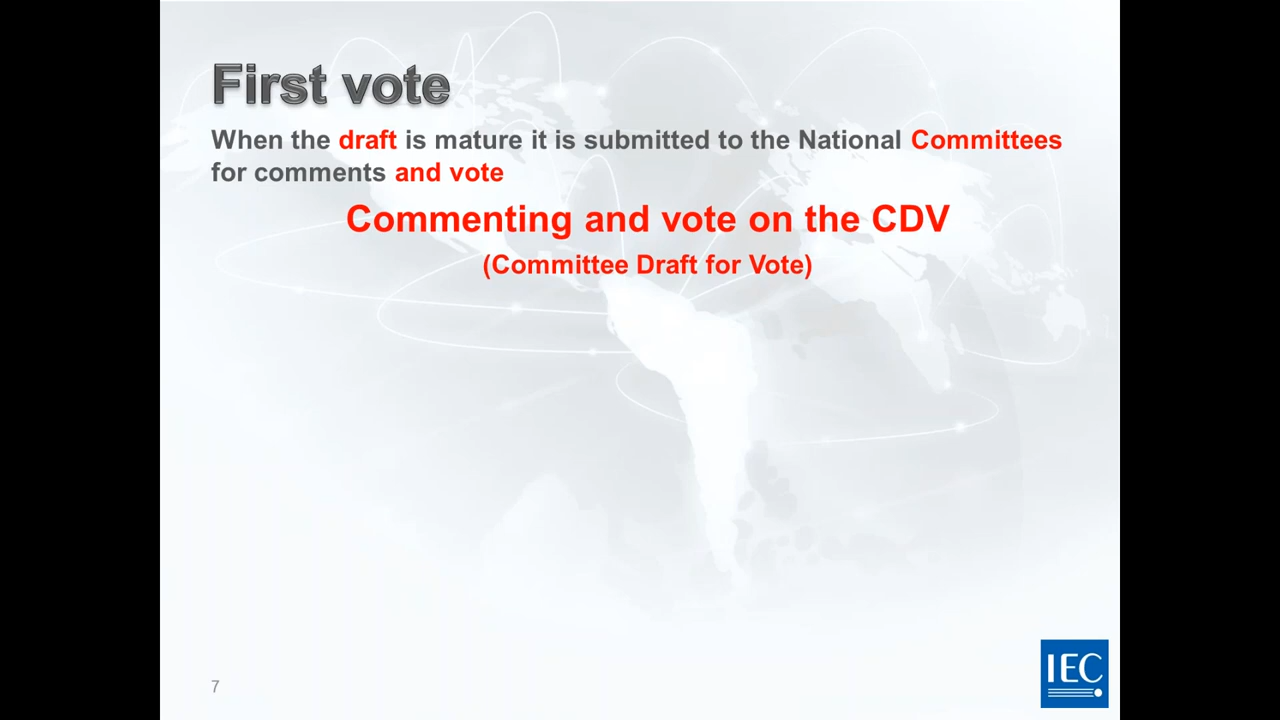 First vote
When the draft is mature it is submitted to the National Committees
for comments and vote
Commenting and vote on the CDV
(Committee Draft for Vote)
7
IEC